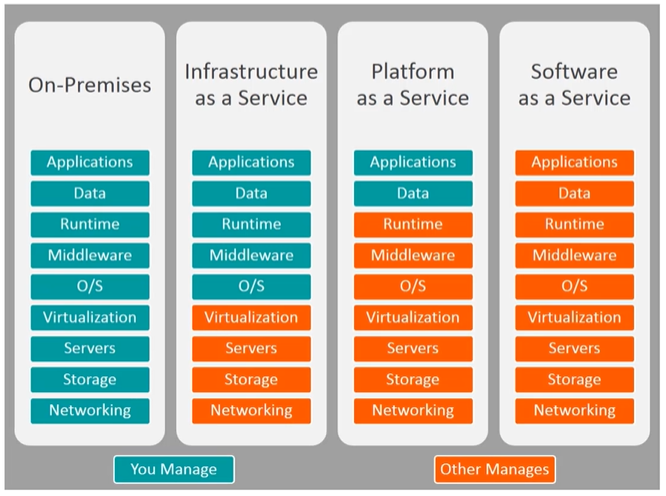 On-Premises
Applications
Data
Runtime
Middleware
O/S
Virtualization
Servers
Storage
Networking
Infrastructure
as a Service
Applications
Data
Runtime
Middleware
O/S
Virtualization
Servers
Storage
Networking
Platform
as a Service
Applications
Data
Runtime
Middleware
O/S
Virtualization
Servers
Storage
Networking
Software
as a Service
Applications
Data
Runtime
Middleware
O/S
Virtualization
Servers
Storage
Networking
You Manage
Other Manages